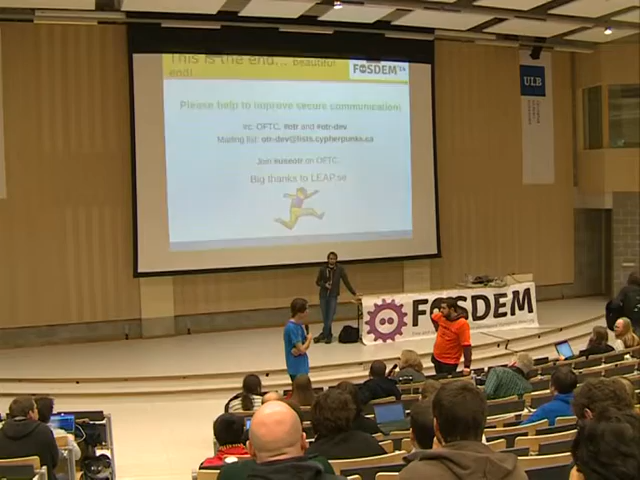 This is the end... beautiful
end!
FOSDEM
Please help to improve secure communication!
irc OFTC, #otr and #otr-dev
Mailing list: otr-dev@lists.cypherpunks.ca
Join #useotr on OFTC.
Big thanks to LEAP.se
ULB
FOSDEM